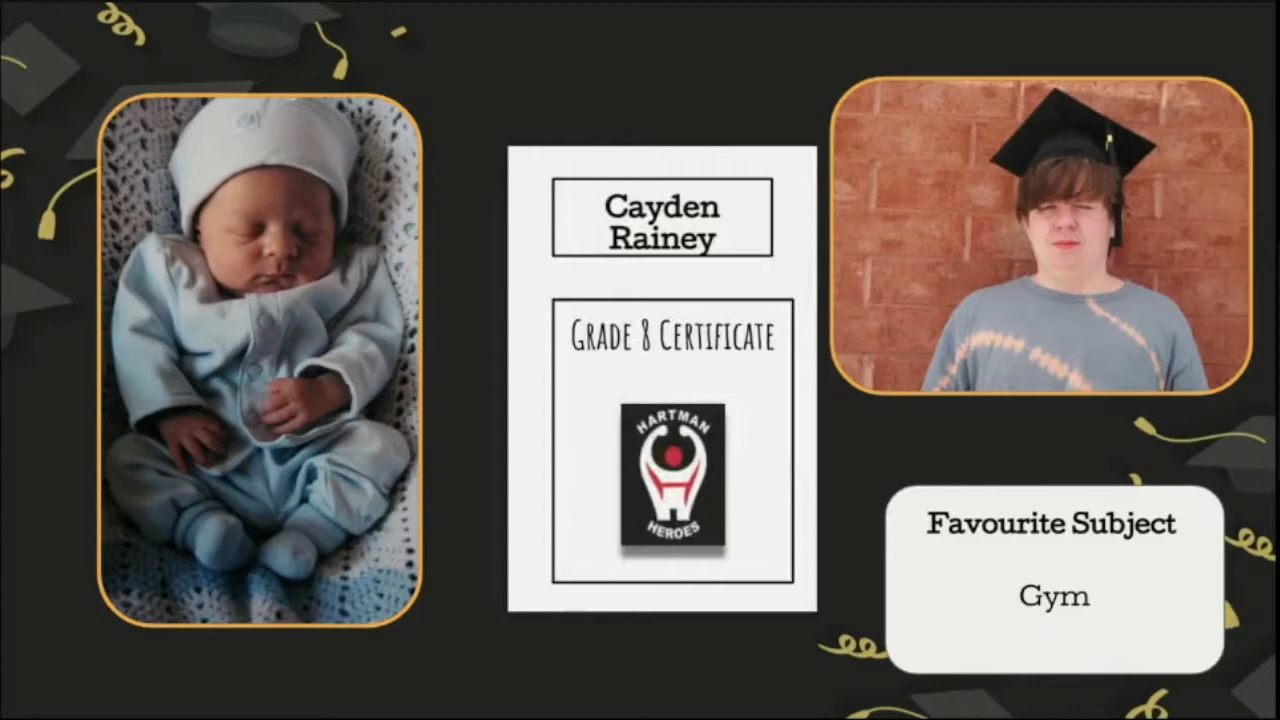 Cayden
Rainey
GRADE 8 CERTIFICATE
HARTMAN
HEROES
Favourite Subject
Gym